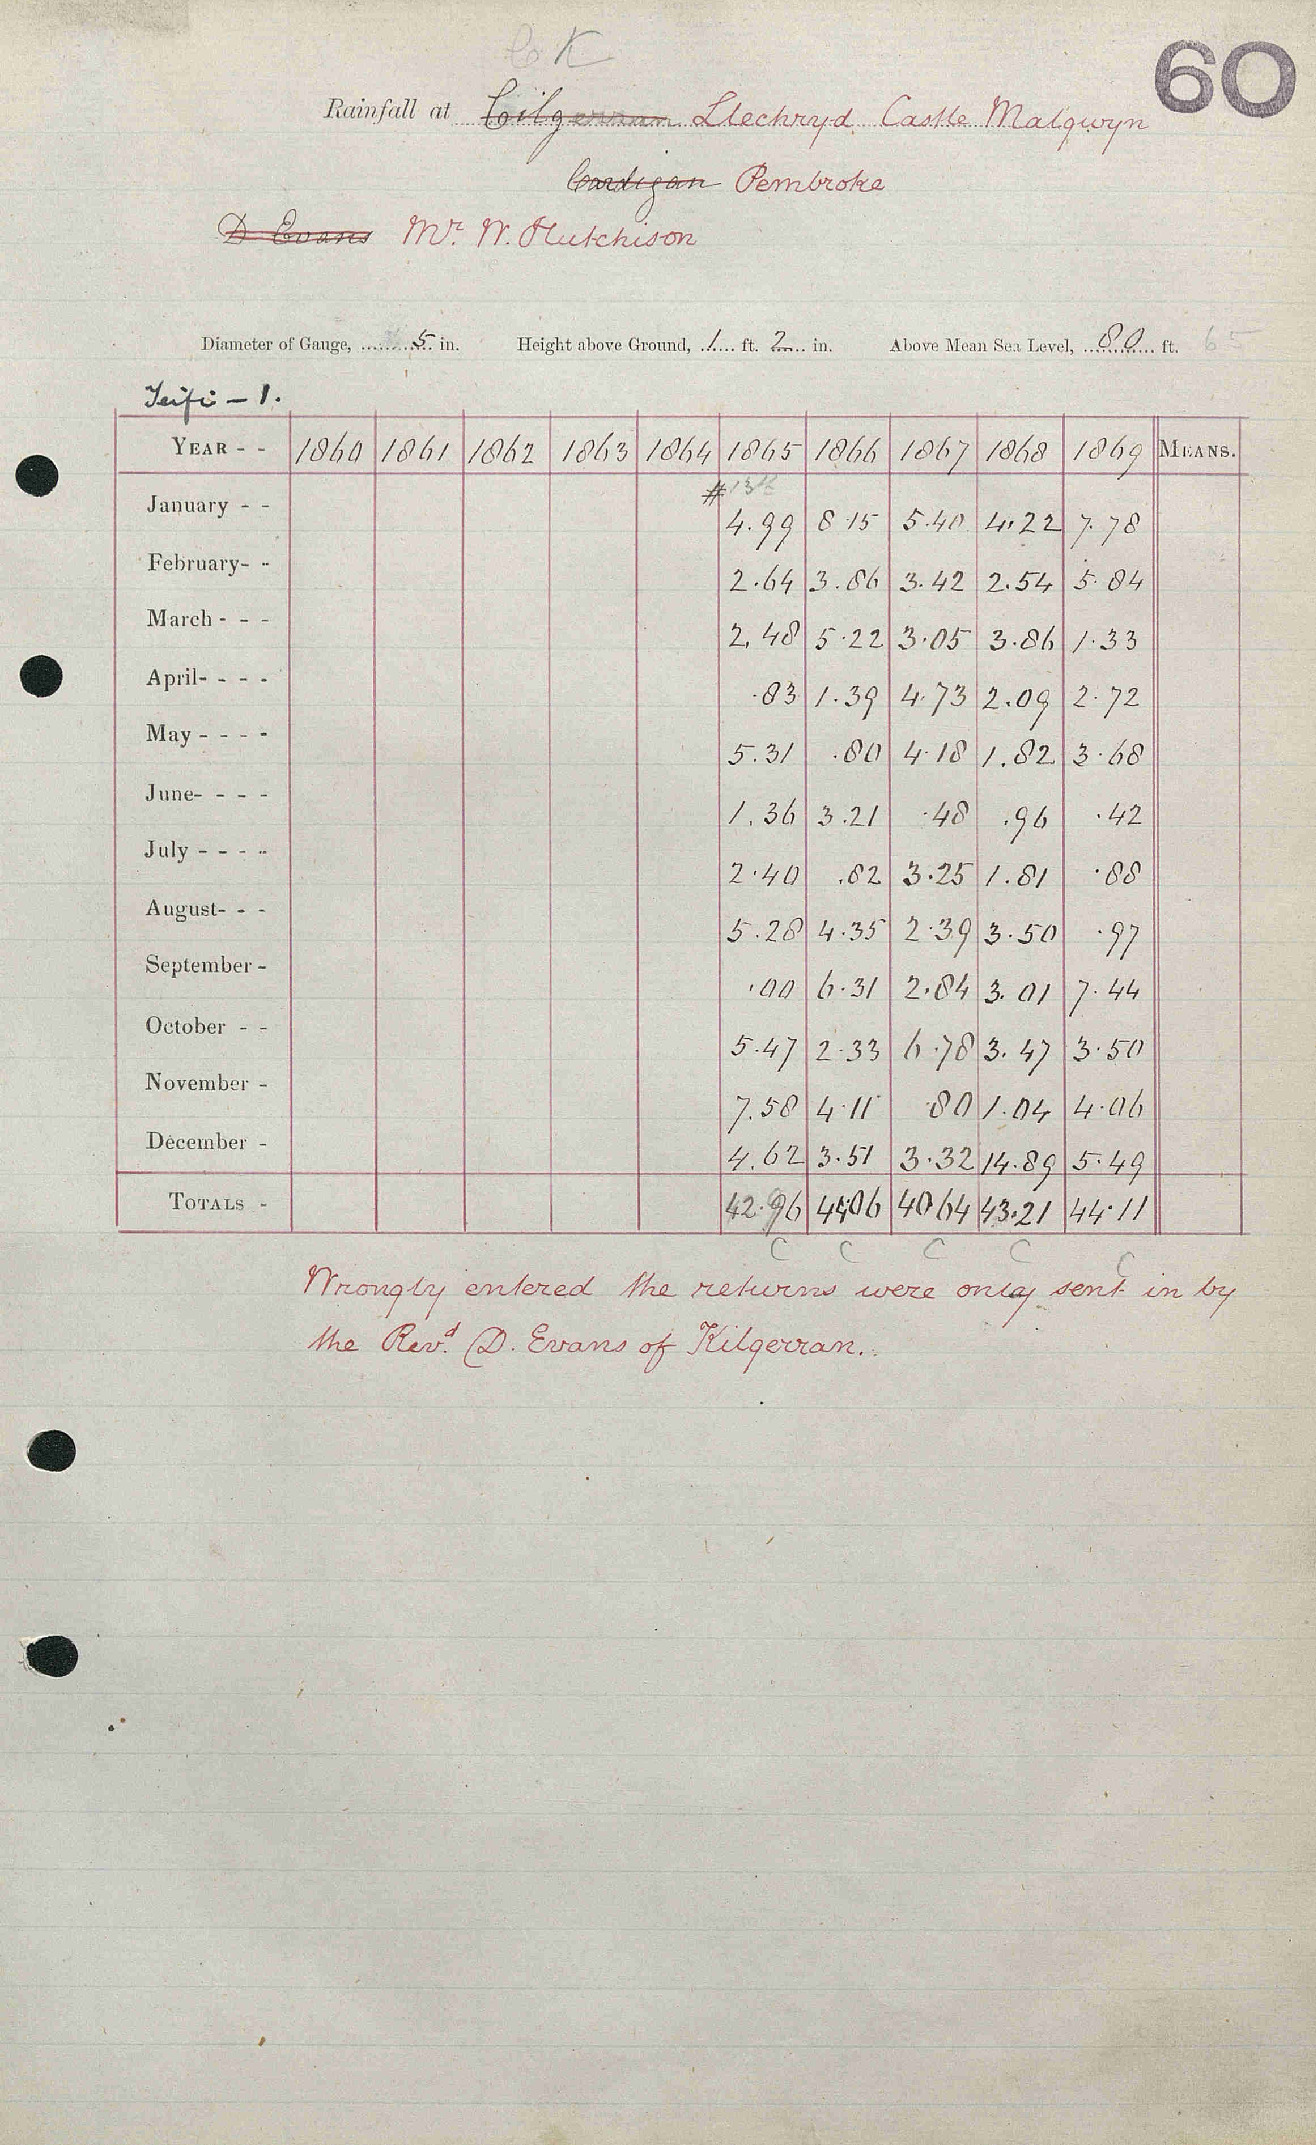 C K
60
Rainfall at Cilgerran Llechryd. Castle Malgwyn
Cardigan Pembroke
D Evans Mr. W. Hutchison
Diameter of Gauge, 5 in. Height above Ground, 1 ft. 2 in. Above Mean Sea Level, 80 ft. 65
Teifi - 1.
YEAR - - 1860 1861 1862 1863 1864 1865 1866 1867 1868 1869 MEANS.
January - - # 4.99 8.15 5.40 4.22 7.78
February- - 2.64 3.86 3.42 2.54 5.84
March - - - 2.48 5.22 3.05 3.86 1.33
April- - - - .83 1.39 4.73 2.09 2.72
May - - - - 5.31 .80 4.18 1.82 3.68
June- - - - 1.36 3.21 .48 .96 .42
July - - - - 2.40 .82 3.25 1.81 .88
August- - - 5.28 4.35 2.39 3.50 .97
September - .00 6.31 2.84 3.01 7.44
October - - 5.47 2.33 6.78 3.47 3.50
November - 7.58 4.11 .80 1.04 4.06
December - 4.62 3.51 3.32 14.89 5.49
TOTALS - 42.96 44.06 40.64 43.21 44.11
C C C C C
Wrongly entered the returns were only sent in by
the Revd. D. Evans of Kilgerran.